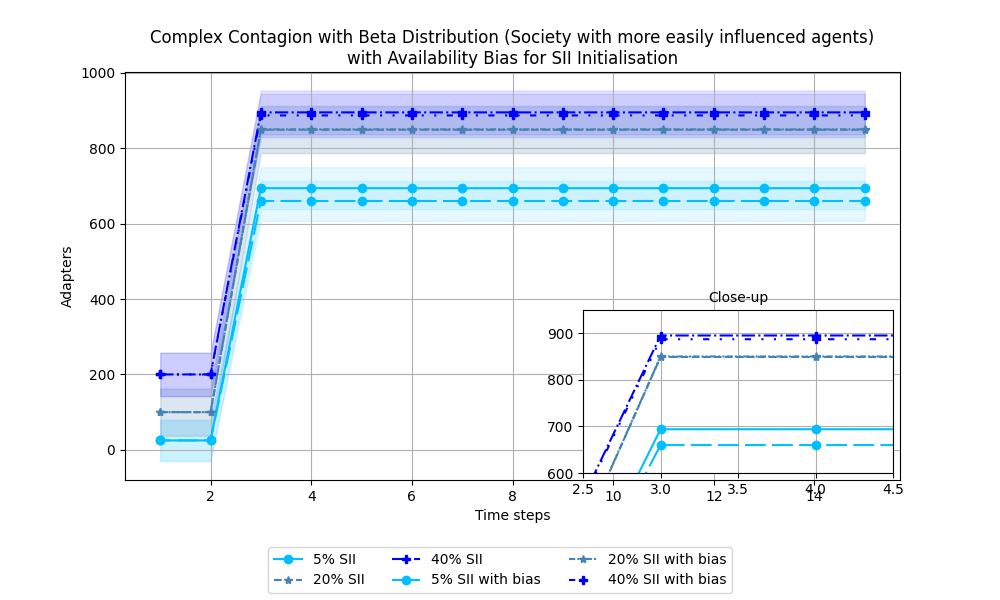 Complex Contagion with Beta Distribution (Society with more easily influenced agents)
with Availability Bias for SII Initialisation
1000
800
600
400
200
0
Adapters
Close-up
900
800
700
600
2.5 3.0 3.5 4.0 4.5
2 4 6 8 10 12 14
Time steps
5% SII 40% SII 20% SII with bias
20% SII 5% SII with bias 40% SII with bias